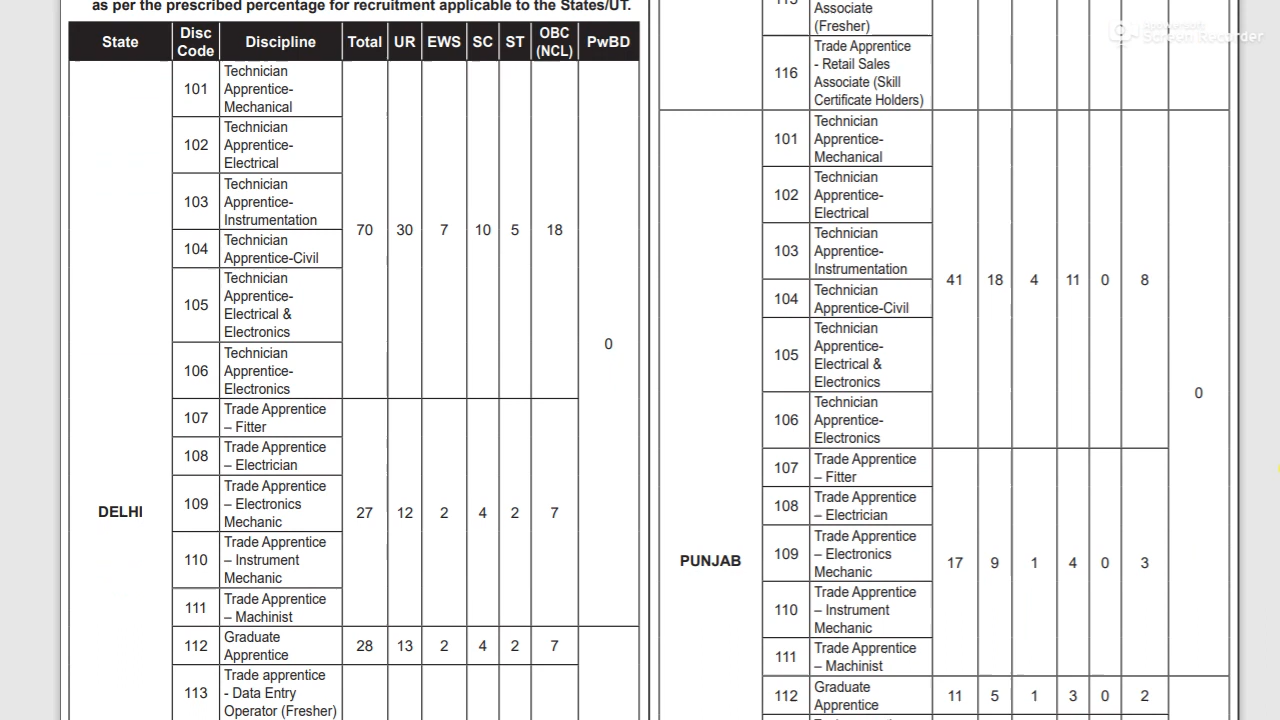 as per the prescribed percentage for recruitment applicable to the States/UT.
State Disc Code Discipline Total UR EWS SC ST OBC (NCL) PwBD
101 Technician
Apprentice-
Mechanical
102 Technician
Apprentice-
Electrical
103 Technician
Apprentice-
Instrumentation
70 30 7 10 5 18
104 Technician
Apprentice-Civil
105 Technician
Apprentice-
Electrical &
Electronics
0
106 Technician
Apprentice-
Electronics
107 Trade Apprentice
– Fitter
108 Trade Apprentice
– Electrician
DELHI
109 Trade Apprentice
– Electronics
Mechanic
27 12 2 4 2 7
110 Trade Apprentice
– Instrument
Mechanic
111 Trade Apprentice
– Machinist
112 Graduate
Apprentice
28 13 2 4 2 7
113 Trade apprentice
- Data Entry
Operator (Fresher)
Associate
(Fresher)
116 Trade Apprentice
- Retail Sales
Associate (Skill
Certificate Holders)
101 Technician
Apprentice-
Mechanical
102 Technician
Apprentice-
Electrical
103 Technician
Apprentice-
Instrumentation
41 18 4 11 0 8
104 Technician
Apprentice-Civil
105 Technician
Apprentice-
Electrical &
Electronics
0
106 Technician
Apprentice-
Electronics
107 Trade Apprentice
– Fitter
108 Trade Apprentice
– Electrician
PUNJAB
109 Trade Apprentice
– Electronics
Mechanic
17 9 1 4 0 3
110 Trade Apprentice
– Instrument
Mechanic
111 Trade Apprentice
– Machinist
112 Graduate
Apprentice
11 5 1 3 0 2
Screen Recorder